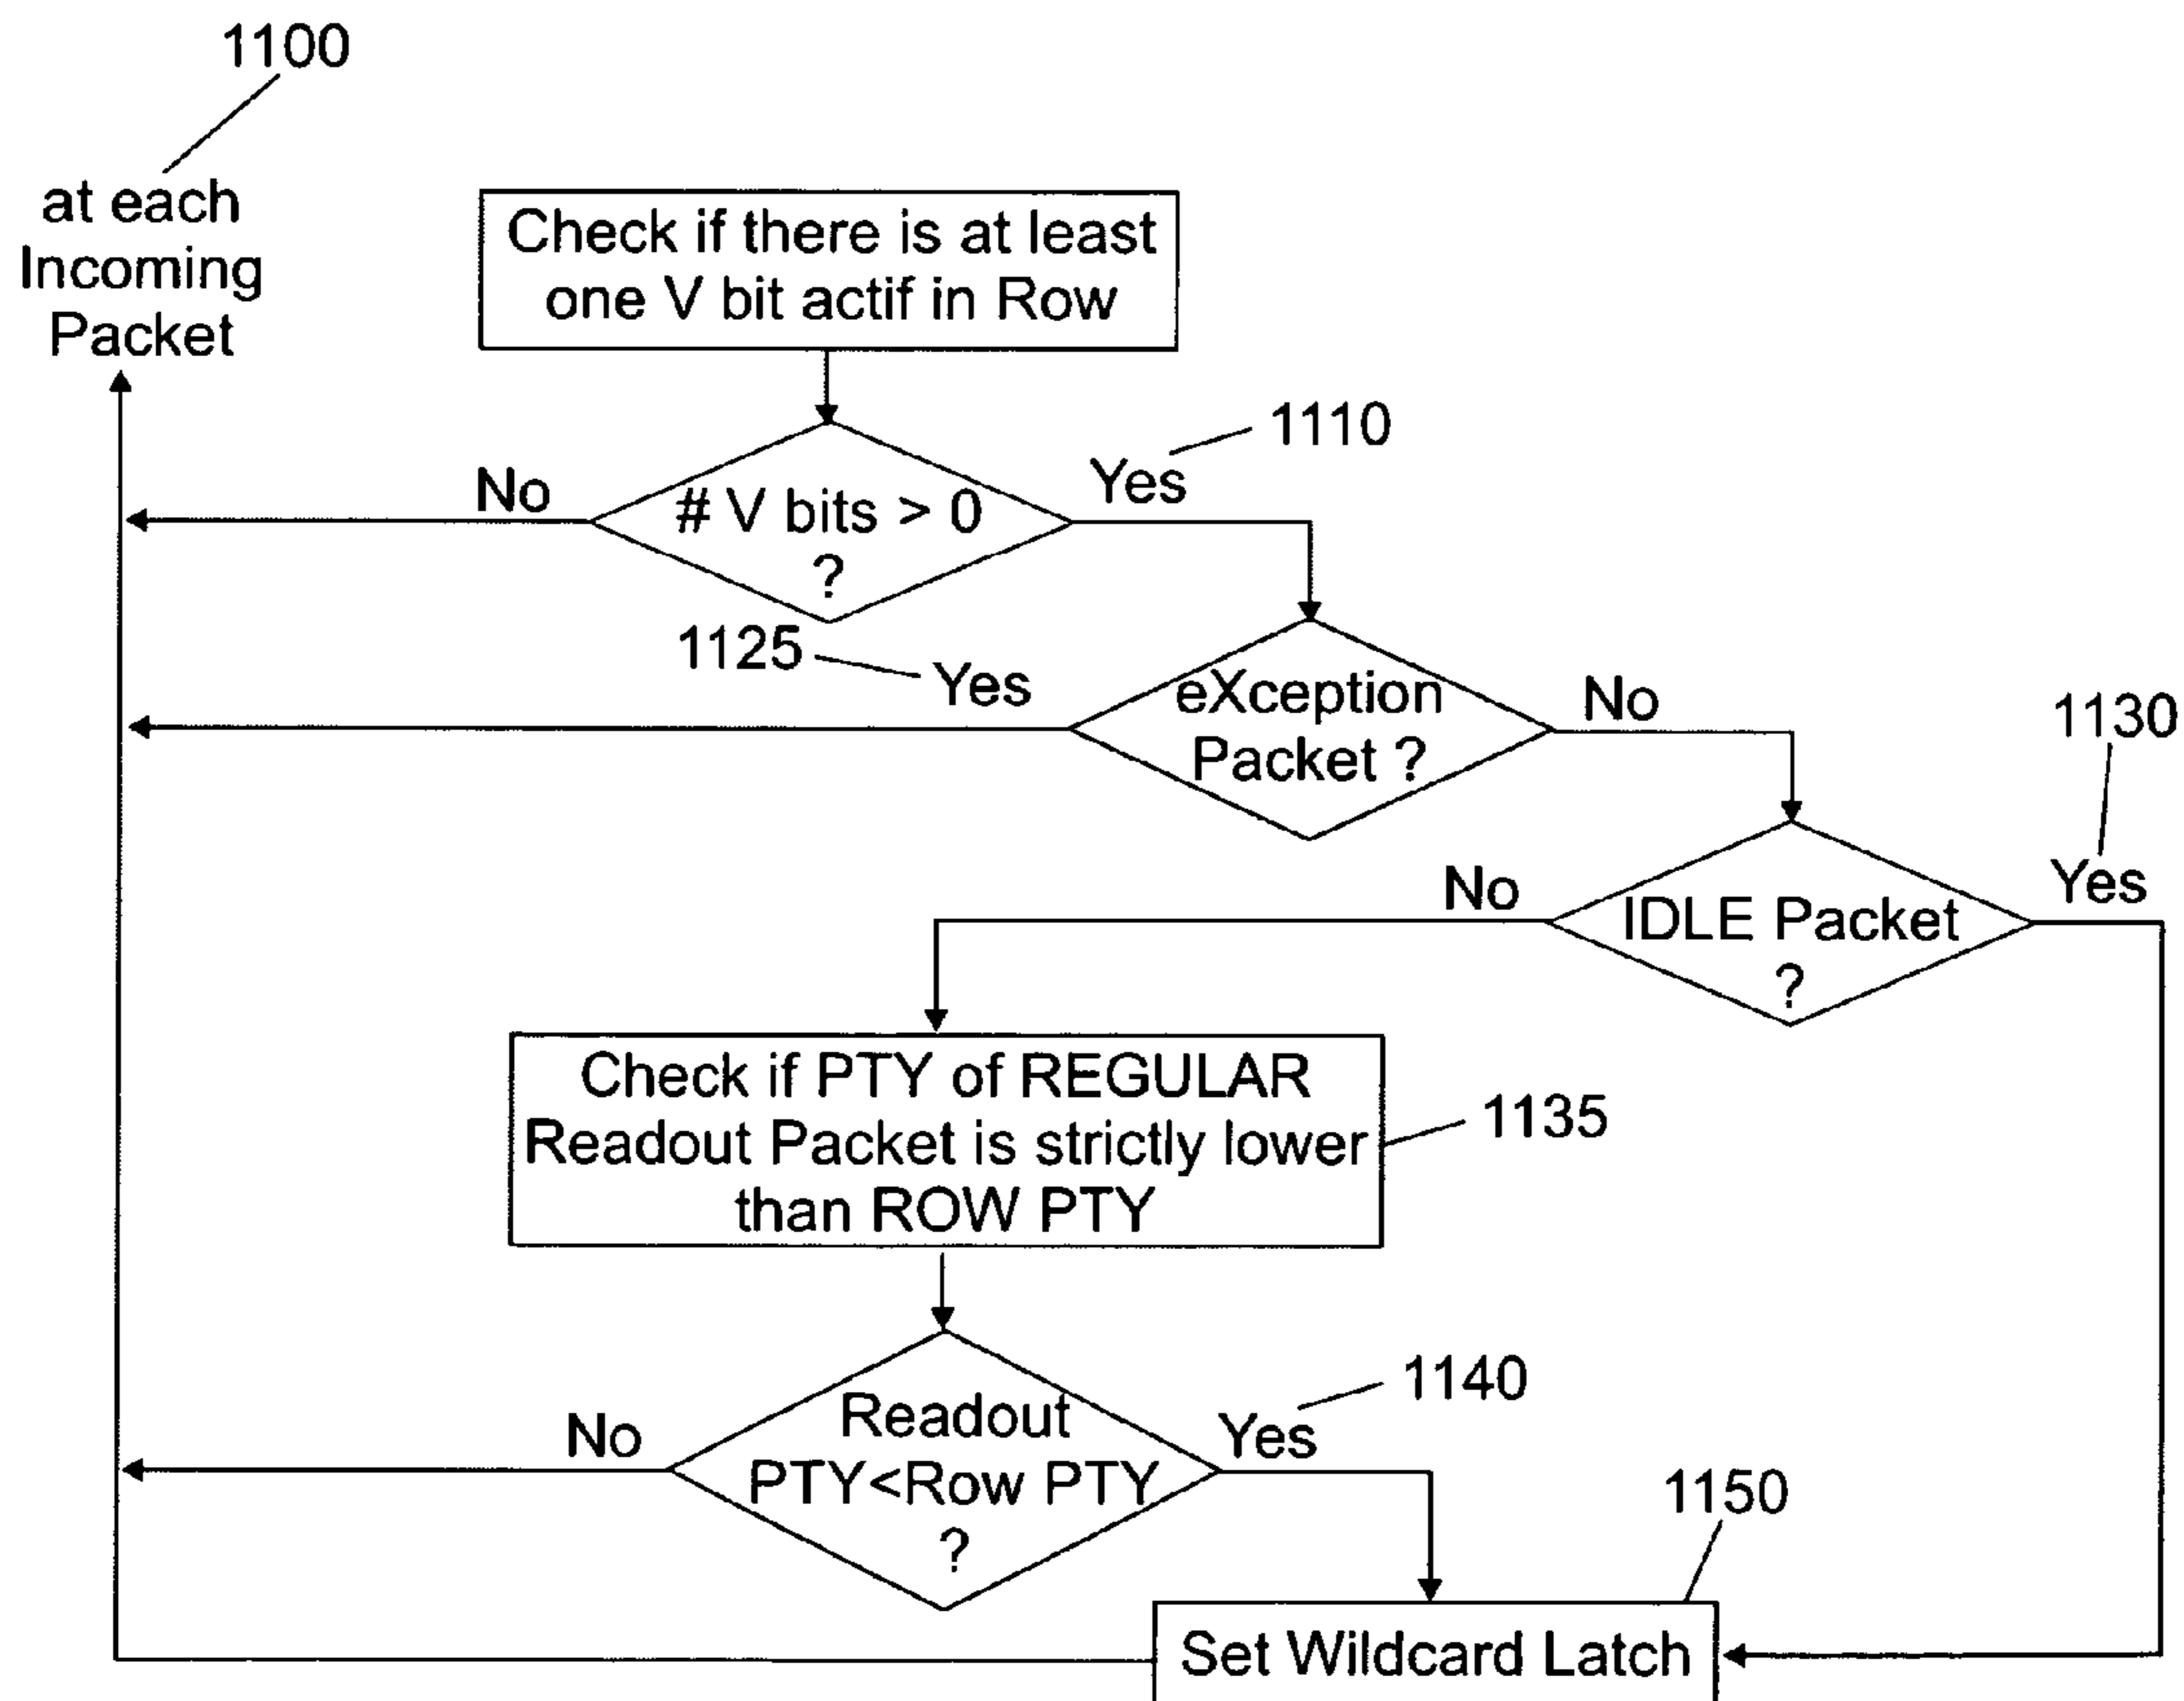 1100
at each
Incoming
Packet
Check if there is at least
one V bit actif in Row
1110
No
# V bits > 0
?
Yes
1125
Yes
eXception
Packet ?
No
1130
No
IDLE Packet
?
Yes
Check if PTY of REGULAR
Readout Packet is strictly lower
than ROW PTY
1135
1140
No
Readout
PTY<Row PTY
?
Yes
1150
Set Wildcard Latch